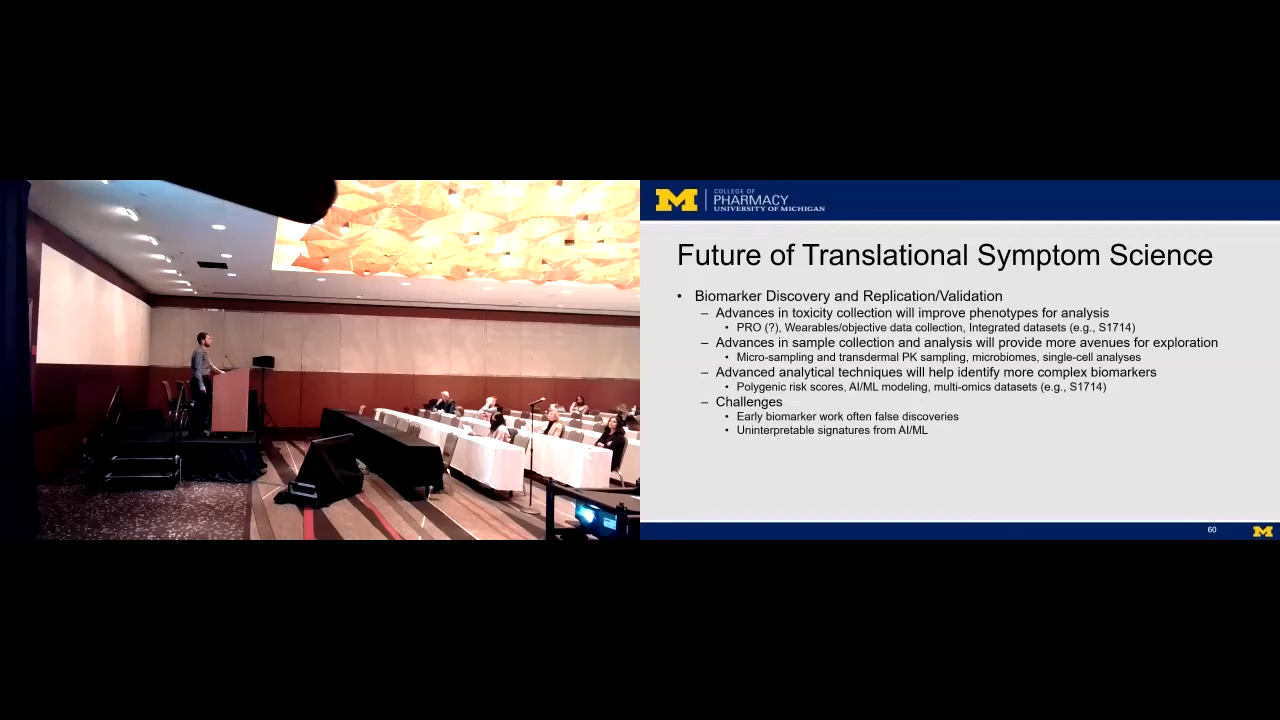 M
COLLEGE OF
PHARMACY
UNIVERSITY OF MICHIGAN
Future of Translational Symptom Science
• Biomarker Discovery and Replication/Validation
– Advances in toxicity collection will improve phenotypes for analysis
• PRO (?), Wearables/objective data collection, Integrated datasets (e.g., S1714)
– Advances in sample collection and analysis will provide more avenues for exploration
• Micro-sampling and transdermal PK sampling, microbiomes, single-cell analyses
– Advanced analytical techniques will help identify more complex biomarkers
• Polygenic risk scores, AI/ML modeling, multi-omics datasets (e.g., S1714)
– Challenges
• Early biomarker work often false discoveries
• Uninterpretable signatures from AI/ML
60
M